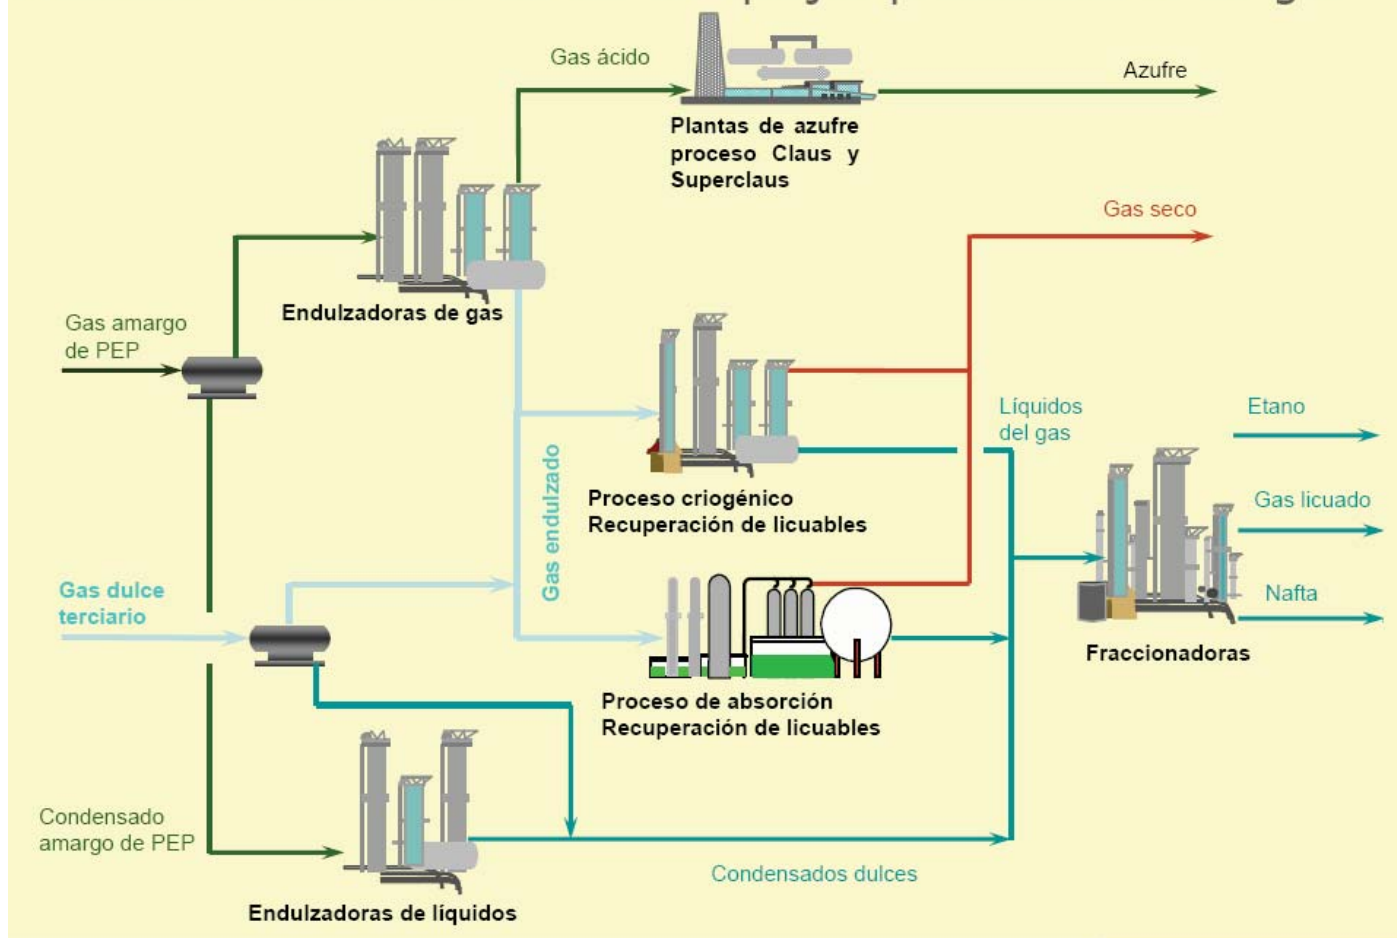 Gas ácido
Azufre
Plantas de azufre
proceso Claus y
Superclaus
Gas seco
Endulzadoras de gas
Gas amargo
de PEP
Líquidos
del gas
Etano
Gas licuado
Nafta
Gas endulzado
Proceso criogénico
Recuperación de licuables
Gas dulce
terciario
Fraccionadoras
Proceso de absorción
Recuperación de licuables
Condensado
amargo de PEP
Condensados dulces
Endulzadoras de líquidos